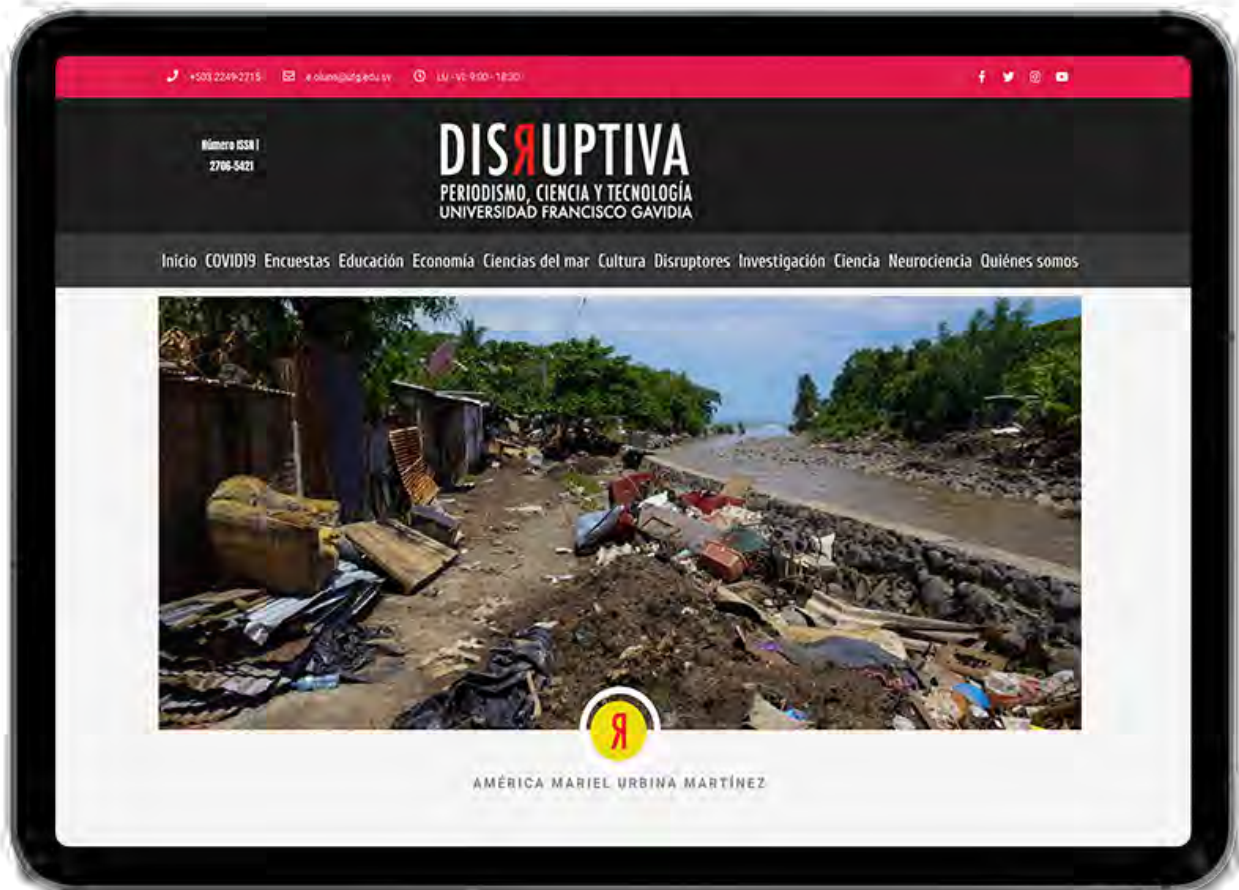 +503 2249-2715
LU - VI: 9:00 - 18:30
Número ISSN |
2706-5421
DISRUPTIVA
PERIODISMO, CIENCIA Y TECNOLOGÍA
UNIVERSIDAD FRANCISCO GAVIDIA
Inicio COVID19 Encuestas Educación Economía Ciencias del mar Cultura Disruptores Investigación Ciencia Neurociencia Quiénes somos
R
AMÉRICA MARIEL URBINA MARTÍNEZ